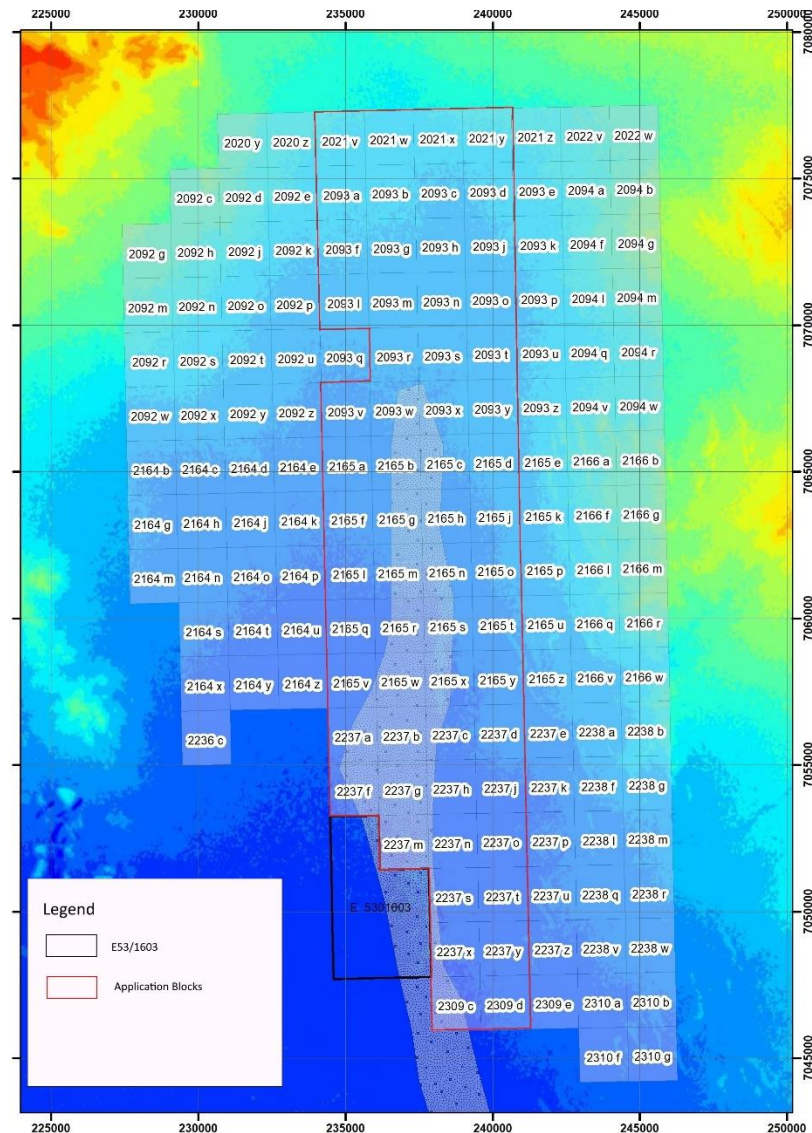 225000 230000 235000 240000 245000 250000
7080000
7080000
2020 y 2020 z 2021 v 2021 w 2021 x 2021 y 2021 z 2022 v 2022 w
7075000
7075000
2092 c 2092 d 2092 e 2093 a 2093 b 2093 c 2093 d 2093 e 2094 a 2094 b
2092 g 2092 h 2092 j 2092 k 2093 f 2093 g 2093 h 2093 j 2093 k 2094 f 2094 g
2092 m 2092 n 2092 o 2092 p 2093 l 2093 m 2093 n 2093 o 2093 p 2094 l 2094 m
7070000
7070000
2092 r 2092 s 2092 t 2092 u 2093 q 2093 r 2093 s 2093 t 2093 u 2094 q 2094 r
2092 w 2092 x 2092 y 2092 z 2093 v 2093 w 2093 x 2093 y 2093 z 2094 v 2094 w
7065000
7065000
2164 b 2164 c 2164 d 2164 e 2165 a 2165 b 2165 c 2165 d 2165 e 2166 a 2166 b
2164 g 2164 h 2164 j 2164 k 2165 f 2165 g 2165 h 2165 j 2165 k 2166 f 2166 g
2164 m 2164 n 2164 o 2164 p 2165 l 2165 m 2165 n 2165 o 2165 p 2166 l 2166 m
7060000
7060000
2164 s 2164 t 2164 u 2165 q 2165 r 2165 s 2165 t 2165 u 2166 q 2166 r
2164 x 2164 y 2164 z 2165 v 2165 w 2165 x 2165 y 2165 z 2166 v 2166 w
2236 c 2237 a 2237 b 2237 c 2237 d 2237 e 2238 a 2238 b
7055000
7055000
2237 f 2237 g 2237 h 2237 j 2237 k 2238 f 2238 g
2237 m 2237 n 2237 o 2237 p 2238 l 2238 m
2237 s 2237 t 2237 u 2238 q 2238 r
7050000
7050000
E 5301603
2237 x 2237 y 2237 z 2238 v 2238 w
2309 c 2309 d 2309 e 2310 a 2310 b
7045000
7045000
2310 f 2310 g
Legend
E53/1603
Application Blocks
225000 230000 235000 240000 245000 250000